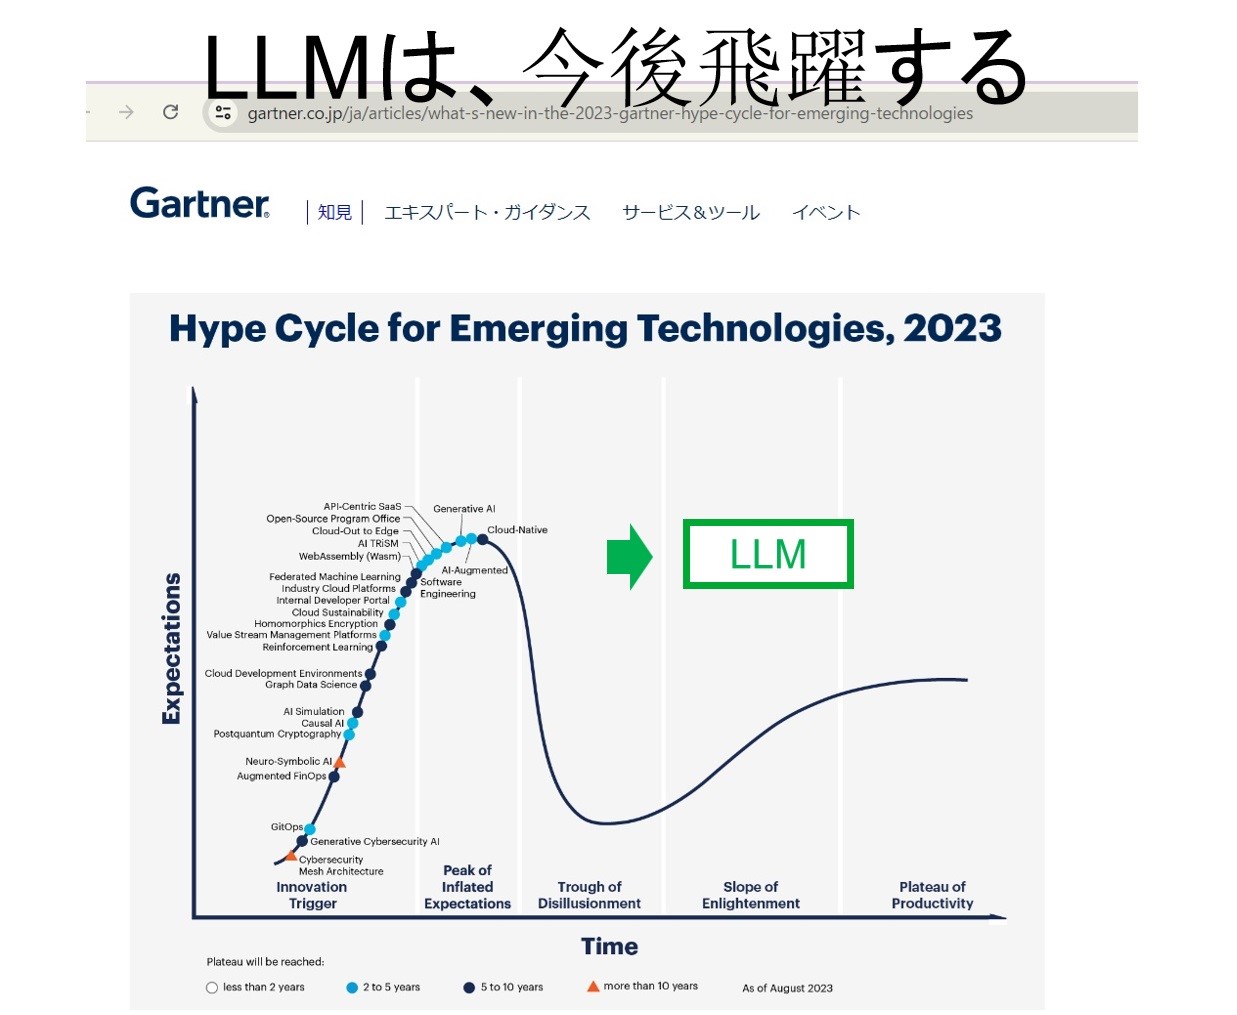 LLMは、今後飛躍する
gartner.co.jp/ja/articles/what-s-new-in-the-2023-gartner-hype-cycle-for-emerging-technologies
Gartner® | 知見 | エキスパート・ガイダンス サービス&ツール イベント
Hype Cycle for Emerging Technologies, 2023
Expectations
API-Centric SaaS
Open-Source Program Office
Cloud-Out to Edge
AI TRiSM
WebAssembly (Wasm)
Federated Machine Learning
Industry Cloud Platforms
Internal Developer Portal
Cloud Sustainability
Homomorphics Encryption
Value Stream Management Platforms
Reinforcement Learning
Cloud Development Environments
Graph Data Science
AI Simulation
Causal AI
Postquantum Cryptography
Neuro-Symbolic AI
Augmented FinOps
GitOps
Generative Cybersecurity AI
Cybersecurity
Mesh Architecture
Generative AI
Cloud-Native
AI-Augmented
Software
Engineering
LLM
Innovation
Trigger
Peak of
Inflated
Expectations
Trough of
Disillusionment
Slope of
Enlightenment
Plateau of
Productivity
Time
Plateau will be reached:
less than 2 years 2 to 5 years 5 to 10 years more than 10 years As of August 2023